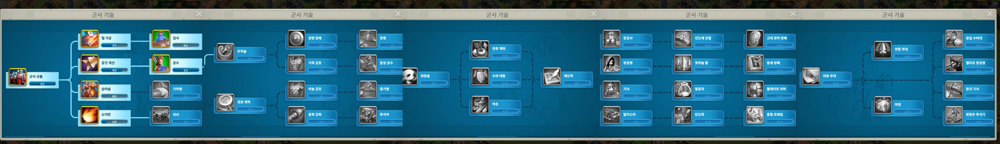 군사 기술
철 가공
3/5
검사
0/1
궁깃 개선
4/5
궁수
1/1
군사 규율
1/1
승마술
0/5
기마병
0/1
소이탄
1/5
쇠뇌
0/1
군사 기술
추적술
원형 방패
0/5
창병
0/1
가죽 갑옷
0/5
합성 궁수
0/1
경로 개척
0/5
비늘 갑옷
0/5
중기병
0/1
윤축 강화
0/5
투석차
0/1
군사 기술
위장술
0/5
전투 책략
0/10
수비 대형
0/10
약초
0/10
제도학
0/5
군사 기술
장검사
0/1
인도제 강철
0/10
고대 로마 방패
0/10
장궁병
0/1
돗바늘 활
0/10
중세 방패
0/10
기사
0/1
말등자
0/10
플레이트 아머
0/10
발리스타
0/1
탄도학
0/10
중형 프레임
0/10
군사 기술
의료 부대
0/10
연합 부대
0/10
야영
0/10
왕실 수비대
0/1
엘리트 장궁병
0/1
왕국 기사
0/1
평형추 투석기
0/1